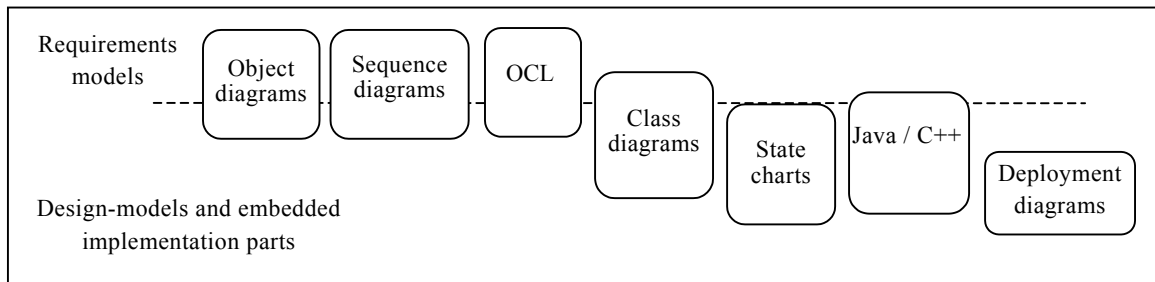 Requirements
models
Object
diagrams
Sequence
diagrams
OCL
Class
diagrams
State
charts
Java / C++
Deployment
diagrams
Design-models and embedded
implementation parts